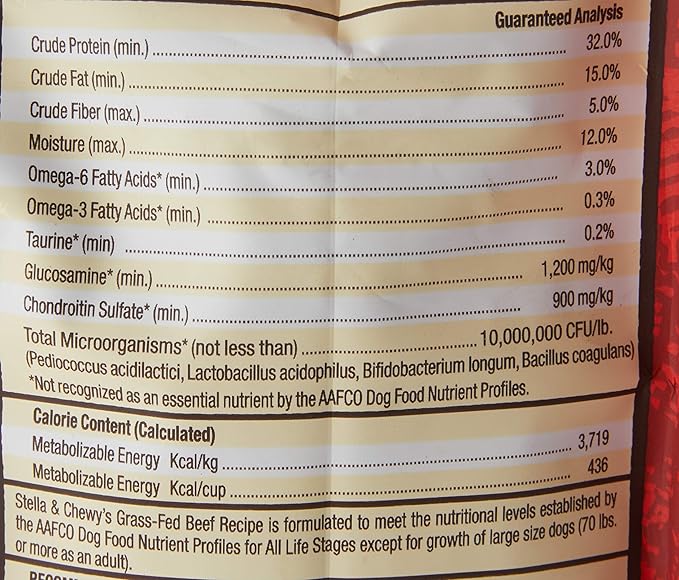 Guaranteed Analysis
Crude Protein (min.) 32.0%
Crude Fat (min.) 15.0%
Crude Fiber (max.) 5.0%
Moisture (max.) 12.0%
Omega-6 Fatty Acids* (min.) 3.0%
Omega-3 Fatty Acids* (min.) 0.3%
Taurine* (min) 0.2%
Glucosamine* (min.) 1,200 mg/kg
Chondroitin Sulfate* (min.) 900 mg/kg
Total Microorganisms* (not less than) 10,000,000 CFU/lb.
(Pediococcus acidilactici, Lactobacillus acidophilus, Bifidobacterium longum, Bacillus coagulans)
*Not recognized as an essential nutrient by the AAFCO Dog Food Nutrient Profiles.
Calorie Content (Calculated)
Metabolizable Energy Kcal/kg 3,719
Metabolizable Energy Kcal/cup 436
Stella & Chewy's Grass-Fed Beef Recipe is formulated to meet the nutritional levels established by
the AAFCO Dog Food Nutrient Profiles for All Life Stages except for growth of large size dogs (70 lbs.
or more as an adult).